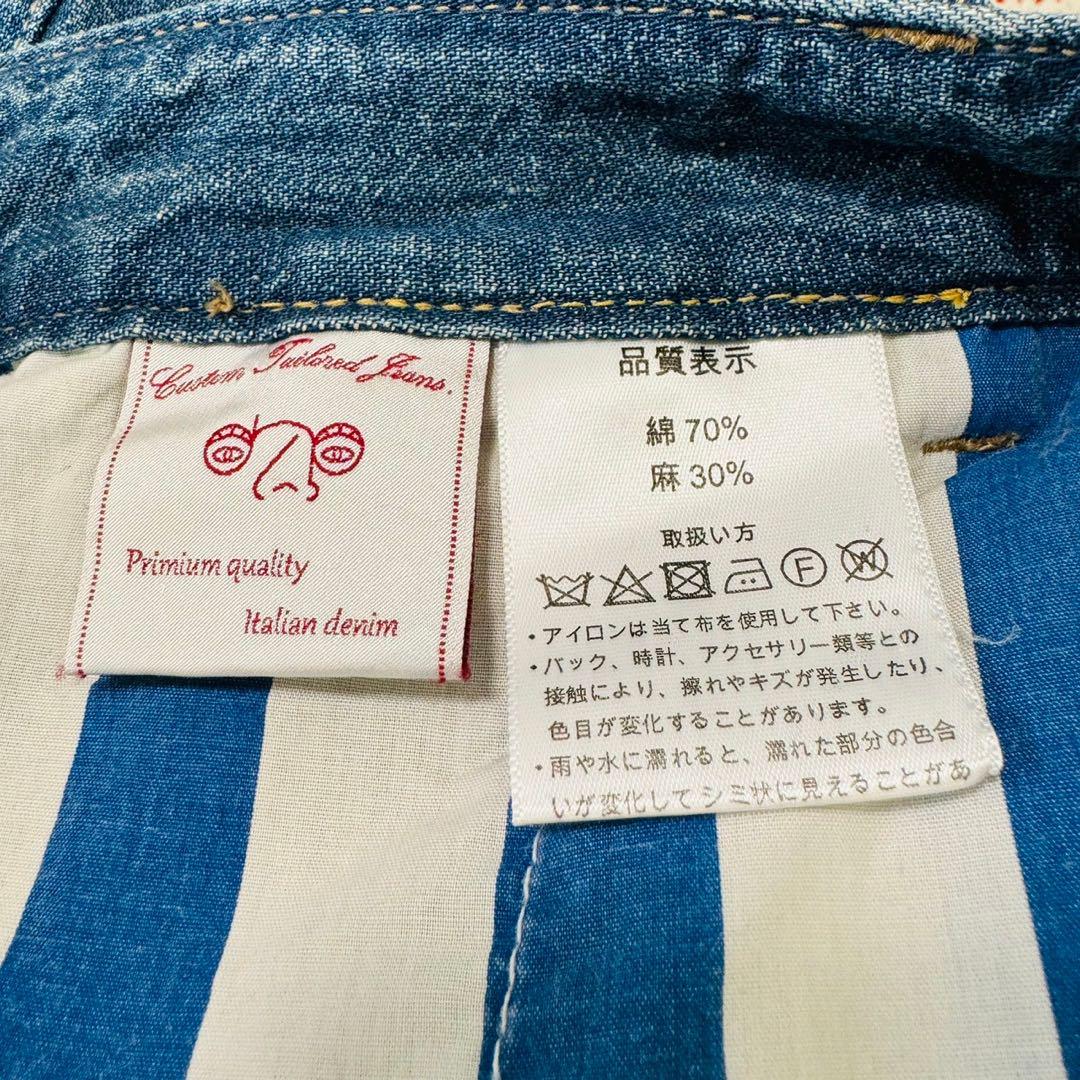 Custom Tailored Jeans.
Primium quality
Italian denim
品質表示
綿 70%
麻 30%
取扱い方
F W
・アイロンは当て布を使用して下さい。
・バック、時計、アクセサリー類等との
接触により、擦れやキズが発生したり、
色目が変化することがあります。
・雨や水に濡れると、濡れた部分の色合
いが変化してシミ状に見えることがあ